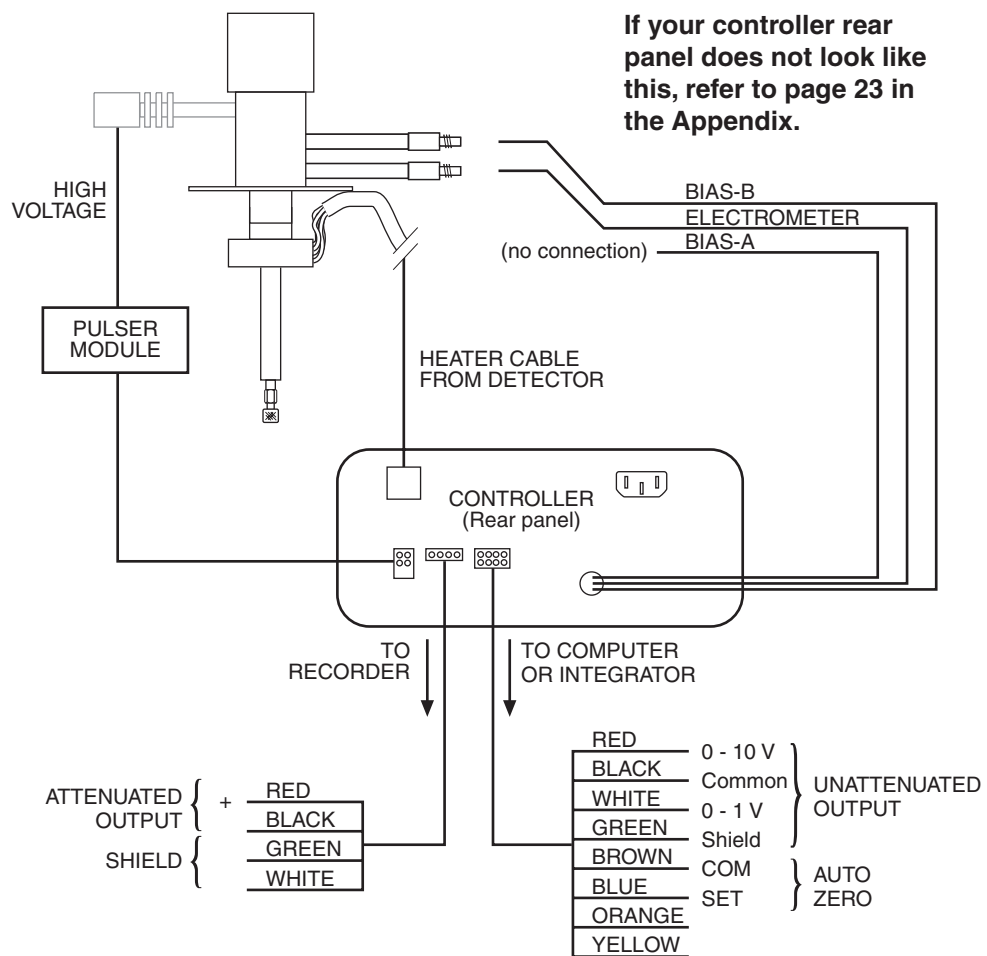 If your controller rear
panel does not look like
this, refer to page 23 in
the Appendix.
HIGH
VOLTAGE
BIAS-B
ELECTROMETER
(no connection)
BIAS-A
PULSER
MODULE
HEATER CABLE
FROM DETECTOR
CONTROLLER
(Rear panel)
TO
RECORDER
TO COMPUTER
OR INTEGRATOR
ATTENUATED
OUTPUT
+
RED
BLACK
SHIELD
GREEN
WHITE
RED
0 - 10 V
BLACK
Common
WHITE
0 - 1 V
GREEN
Shield
UNATTENUATED
OUTPUT
BROWN
COM
BLUE
SET
AUTO
ZERO
ORANGE
YELLOW